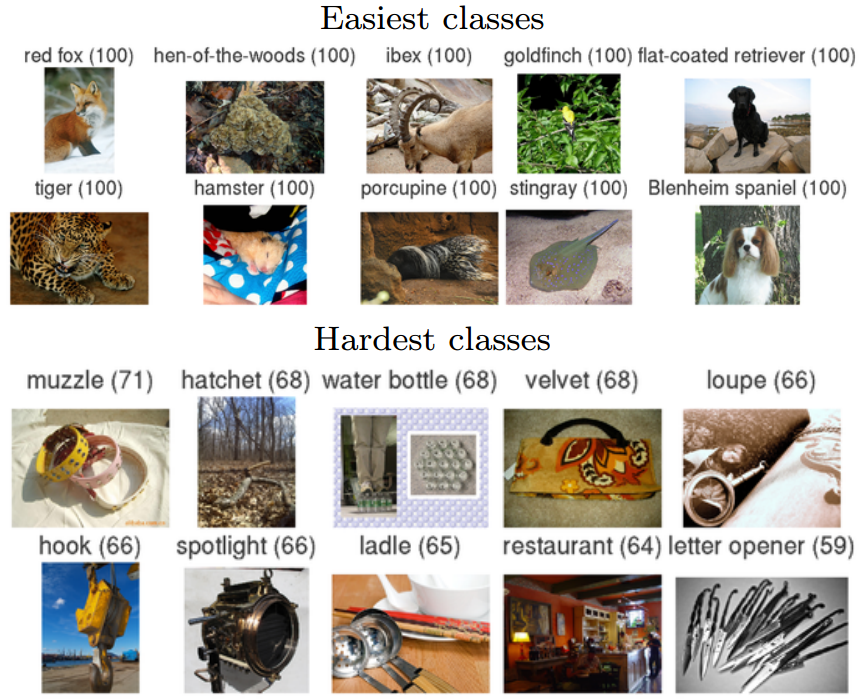 Easiest classes
red fox (100) hen-of-the-woods (100) ibex (100) goldfinch (100) flat-coated retriever (100)
tiger (100) hamster (100) porcupine (100) stingray (100) Blenheim spaniel (100)
Hardest classes
muzzle (71) hatchet (68) water bottle (68) velvet (68) loupe (66)
hook (66) spotlight (66) ladle (65) restaurant (64) letter opener (59)